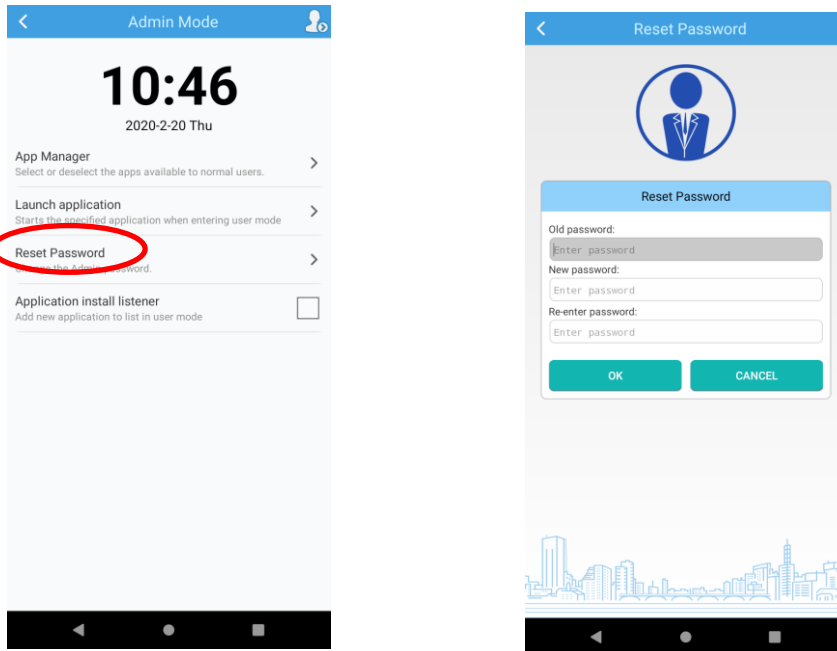 Admin Mode
10:46
2020-2-20 Thu
App Manager
Select or deselect the apps available to normal users.
Launch application
Starts the specified application when entering user mode
Reset Password
Change the Admin password.
Application install listener
Add new application to list in user mode
Reset Password
Reset Password
Old password:
Enter password
New password:
Enter password
Re-enter password:
Enter password
OK CANCEL